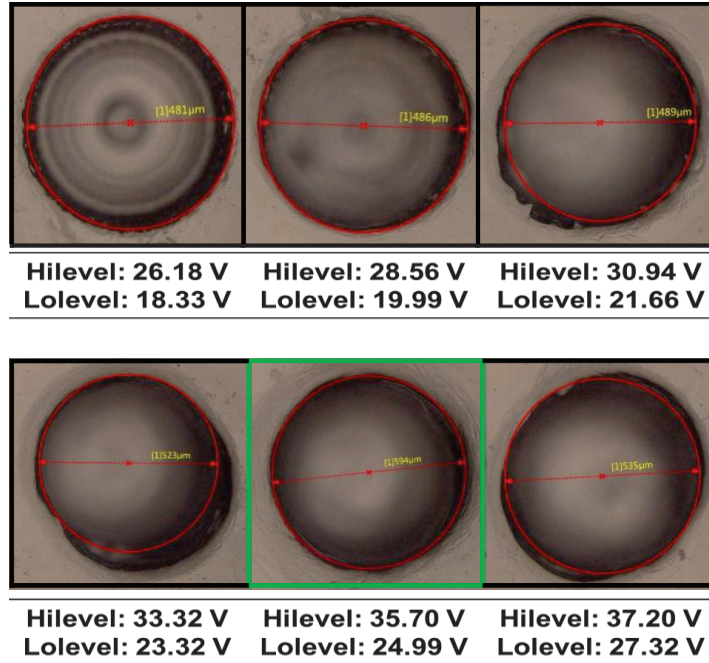 [1]481µm
[1]486µm
[1]489µm
Hilevel: 26.18 V
Lolevel: 18.33 V
Hilevel: 28.56 V
Lolevel: 19.99 V
Hilevel: 30.94 V
Lolevel: 21.66 V
[1]523µm
[1]594µm
[1]535µm
Hilevel: 33.32 V
Lolevel: 23.32 V
Hilevel: 35.70 V
Lolevel: 24.99 V
Hilevel: 37.20 V
Lolevel: 27.32 V